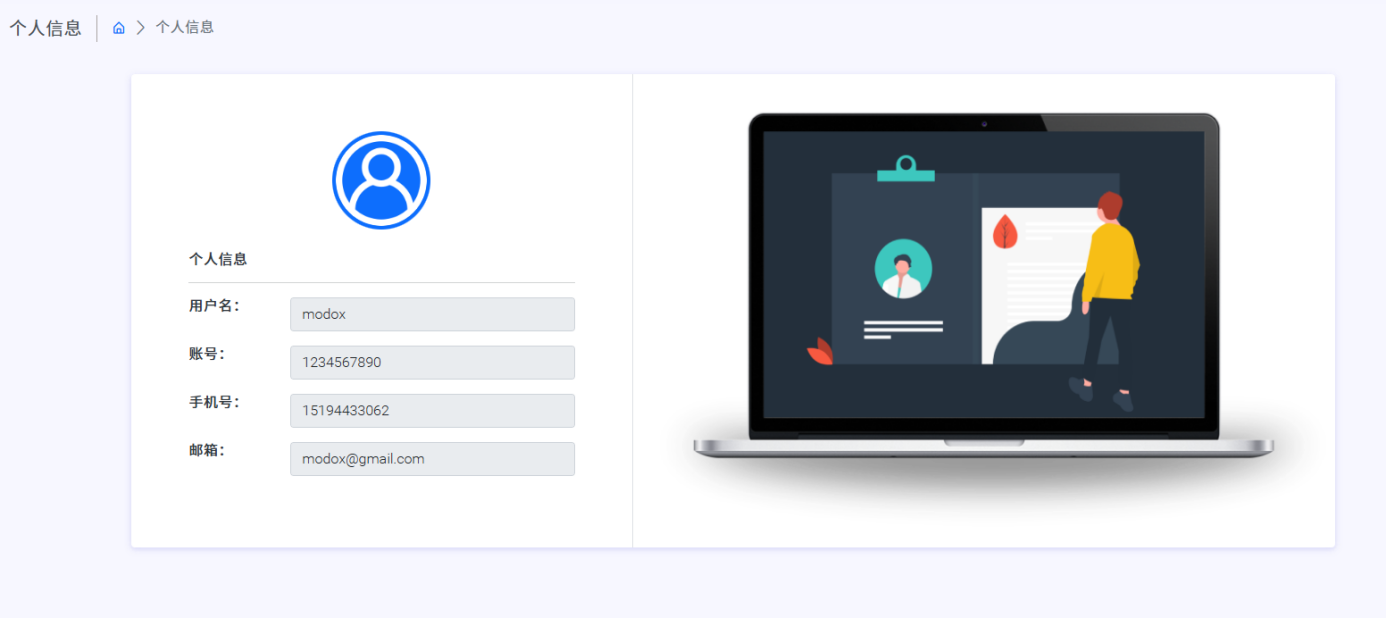 个人信息
个人信息
个人信息
用户名：
modox
账号：
1234567890
手机号：
15194433062
邮箱：
modox@gmail.com